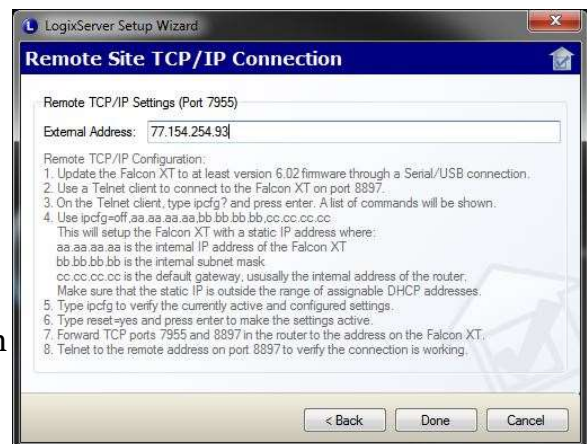 LogixServer Setup Wizard
Remote Site TCP/IP Connection
Remote TCP/IP Settings (Port 7955)
External Address: 77.154.254.93
Remote TCP/IP Configuration:
1. Update the Falcon XT to at least version 6.02 firmware through a Serial/USB connection.
2. Use a Telnet client to connect to the Falcon XT on port 8897.
3. On the Telnet client, type ipcfg? and press enter. A list of commands will be shown.
4. Use ipcfg=off,aa.aa.aa.aa,bb.bb.bb.bb,cc.cc.cc.cc
This will setup the Falcon XT with a static IP address where:
aa.aa.aa.aa is the internal IP address of the Falcon XT
bb.bb.bb.bb is the internal subnet mask
cc.cc.cc.cc is the default gateway, ususally the internal address of the router.
Make sure that the static IP is outside the range of assignable DHCP addresses.
5. Type ipcfg to verify the currently active and configured settings.
6. Type reset=yes and press enter to make the settings active.
7. Forward TCP ports 7955 and 8897 in the router to the address on the Falcon XT.
8. Telnet to the remote address on port 8897 to verify the connection is working.
< Back Done Cancel